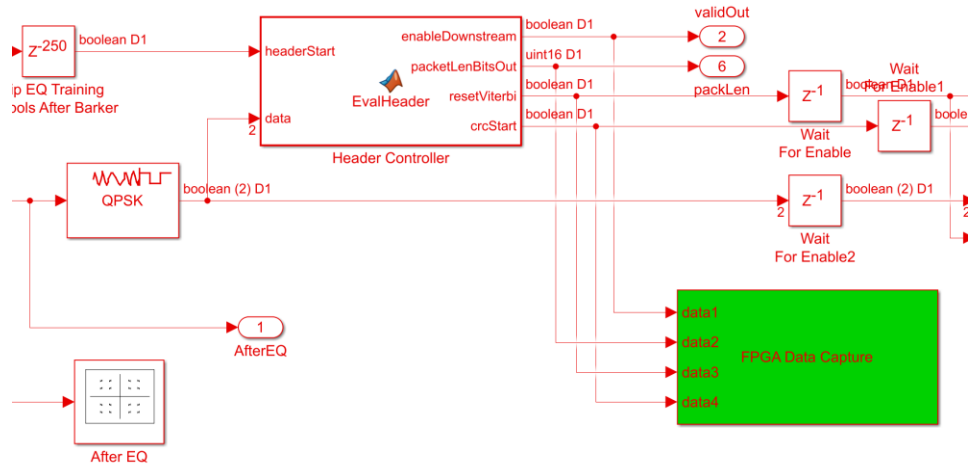 Z-250
boolean D1
ip EQ Training
ools After Barker
headerStart
data
2
EvalHeader
enableDownstream
packetLenBitsOut
resetViterbi
crcStart
Header Controller
boolean D1
uint16 D1
boolean D1
boolean D1
validOut
2
6
packLen
Z-1
boolean D1
Wait
For Enable
Wait
For Enable1
Z-1
boole
QPSK
boolean (2) D1
2
Z-1
boolean (2) D1
2
Wait
For Enable2
1
AfterEQ
After EQ
data1
data2
data3
data4
FPGA Data Capture